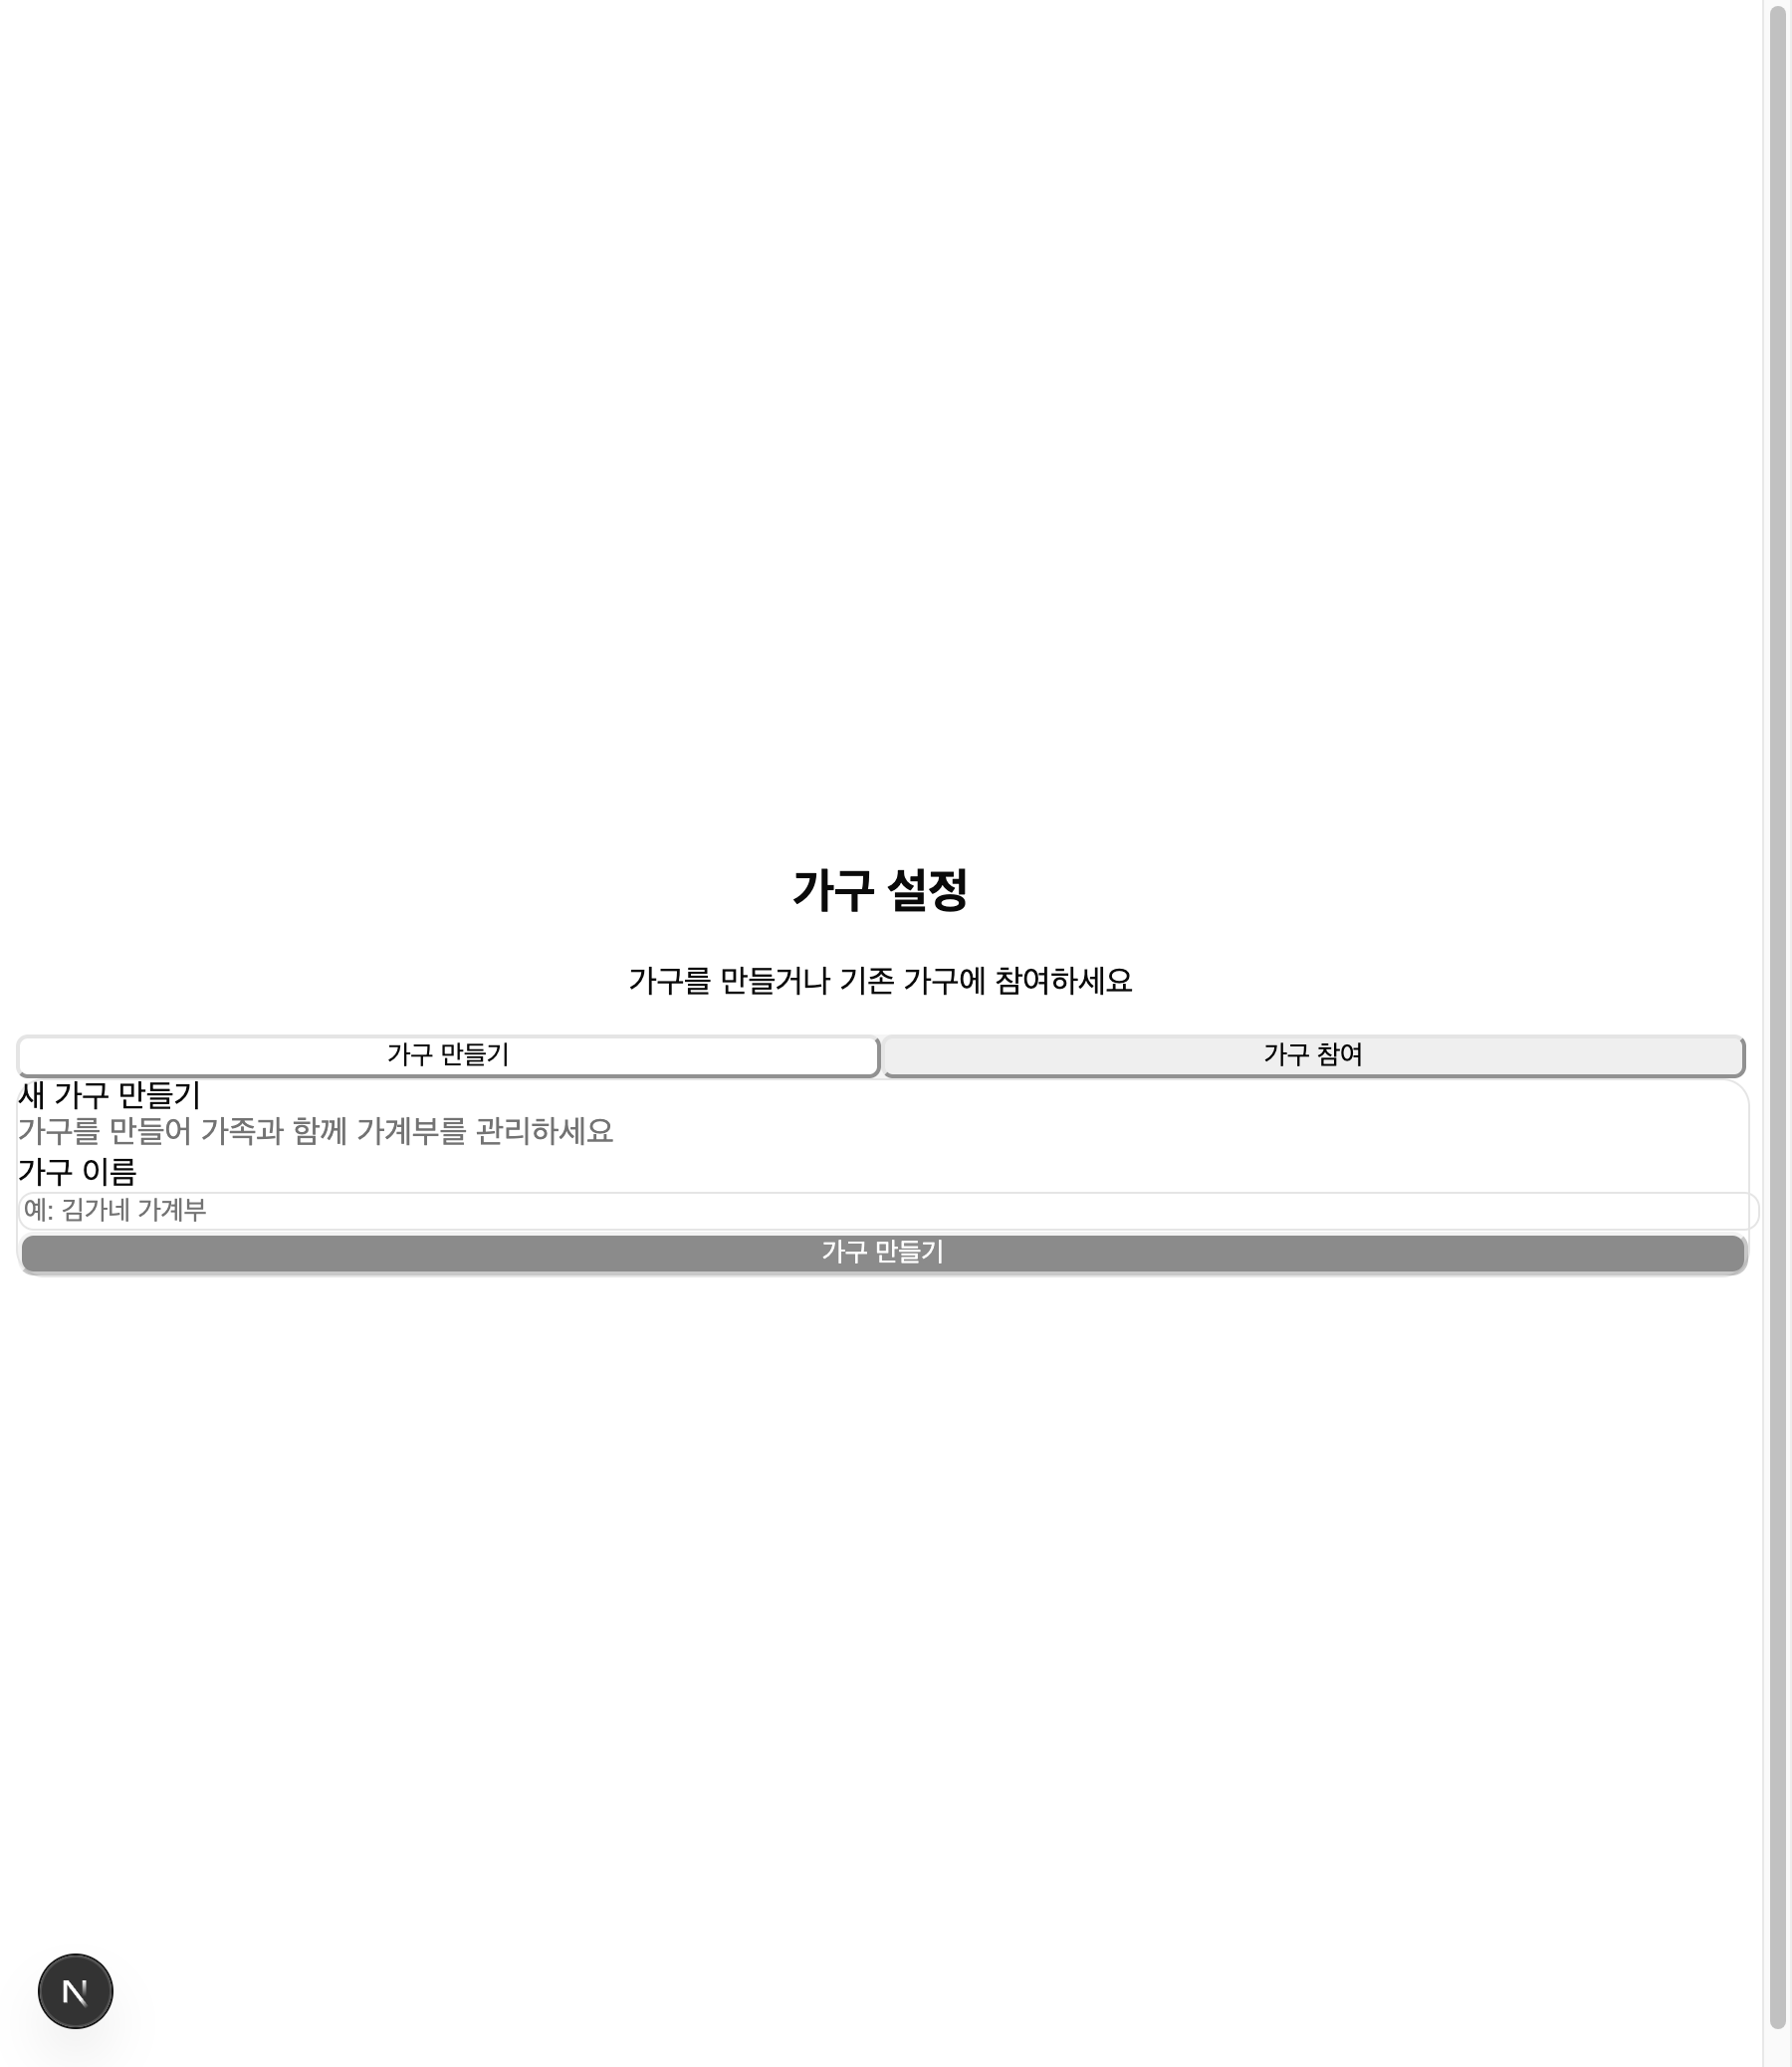 가구 설정
가구를 만들거나 기존 가구에 참여하세요
가구 만들기
가구 참여
새 가구 만들기
가구를 만들어 가족과 함께 가계부를 관리하세요
가구 이름
예: 김가네 가계부
가구 만들기
N